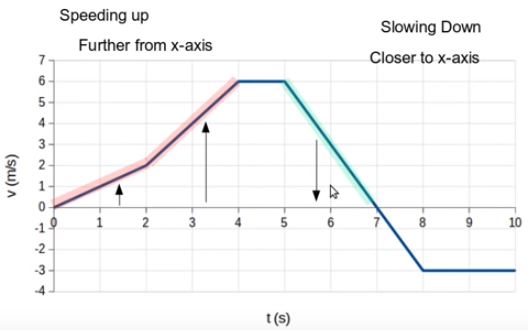 Speeding up
Slowing Down
Further from x-axis
Closer to x-axis
7
6
5
4
3
2
1
0
-1
-2
-3
-4
0 1 2 3 4 5 6 7 8 9 10
v (m/s)
t (s)